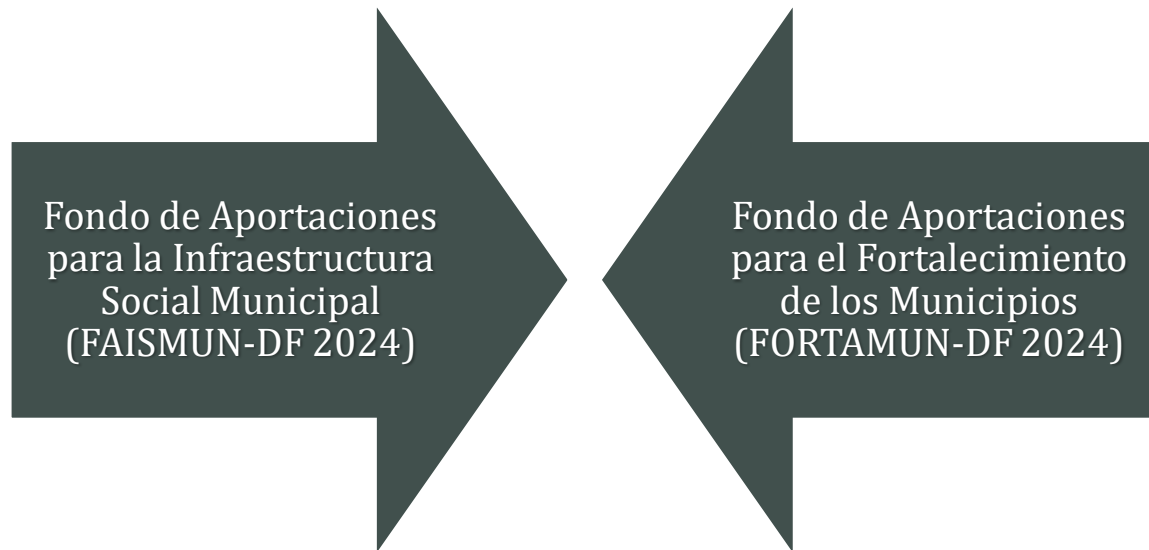 Fondo de Aportaciones
para la Infraestructura
Social Municipal
(FAISMUN-DF 2024)
Fondo de Aportaciones
para el Fortalecimiento
de los Municipios
(FORTAMUN-DF 2024)